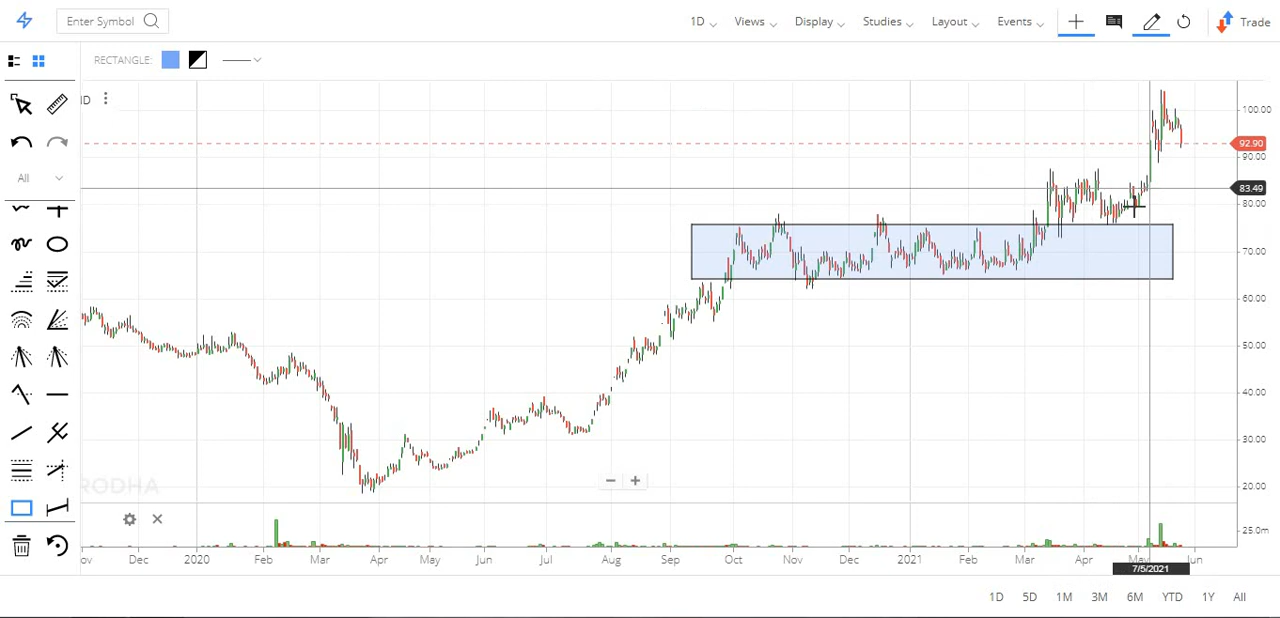 Enter Symbol
1D Views Display Studies Layout Events Trade
RECTANGLE:
ID
All
100.00
92.90
90.00
83.49
80.00
70.00
60.00
50.00
40.00
30.00
20.00
RODHA
25.0m
ov Dec 2020 Feb Mar Apr May Jun Jul Aug Sep Oct Nov Dec 2021 Feb Mar Apr May Jun
7/5/2021
1D 5D 1M 3M 6M YTD 1Y All